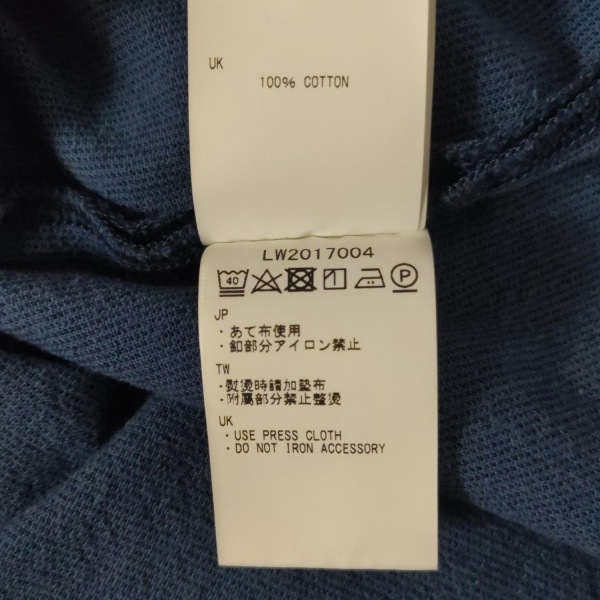 UK
100% COTTON
LW2017004
40 P
JP
・あて布使用
・釦部分アイロン禁止
TW
・熨燙時請加墊布
・附屬部分禁止整燙
UK
・USE PRESS CLOTH
・DO NOT IRON ACCESSORY